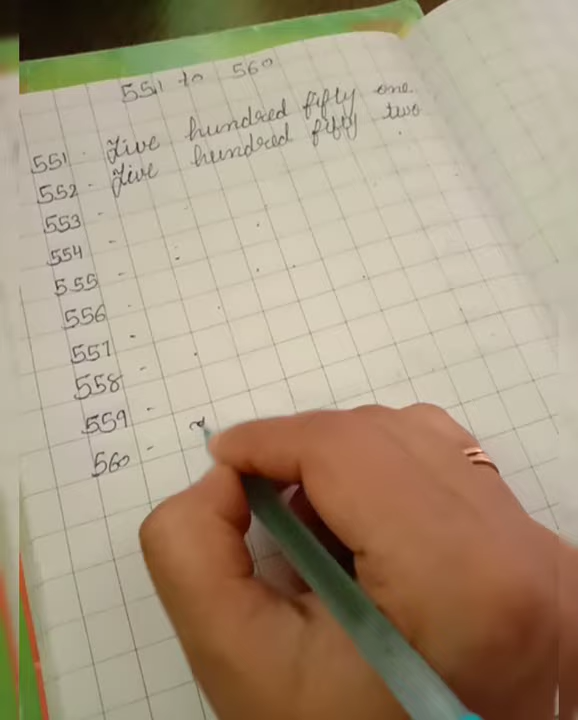 551 to 560
551 - Five hundred fifty one.
552 - Five hundred fifty two
553 -
554 -
555 -
556 -
557 -
558 -
559 -
560 -